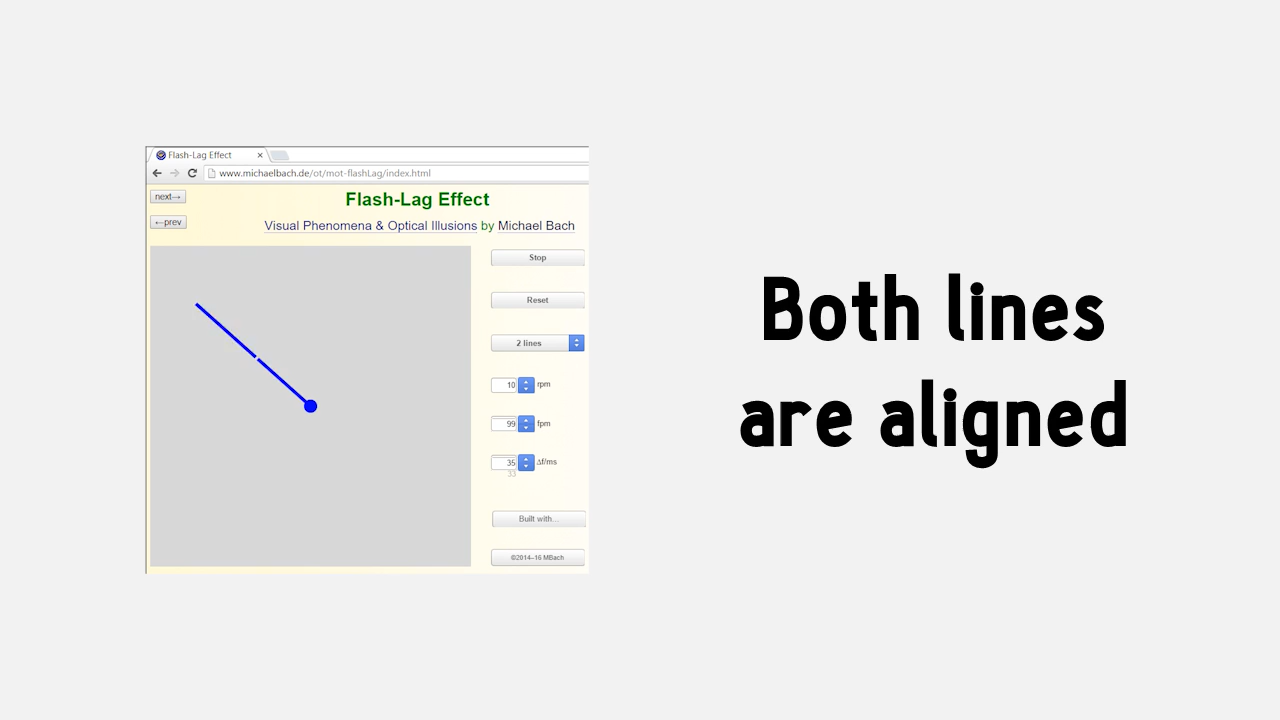 Flash-Lag Effect
www.michaelbach.de/ot/mot-flashLag/index.html
next→
Flash-Lag Effect
←prev
Visual Phenomena & Optical Illusions by Michael Bach
Stop
Reset
2 lines
10 rpm
99 fpm
35 Δf/ms
33
Built with...
©2014–16 MBach
Both lines
are aligned